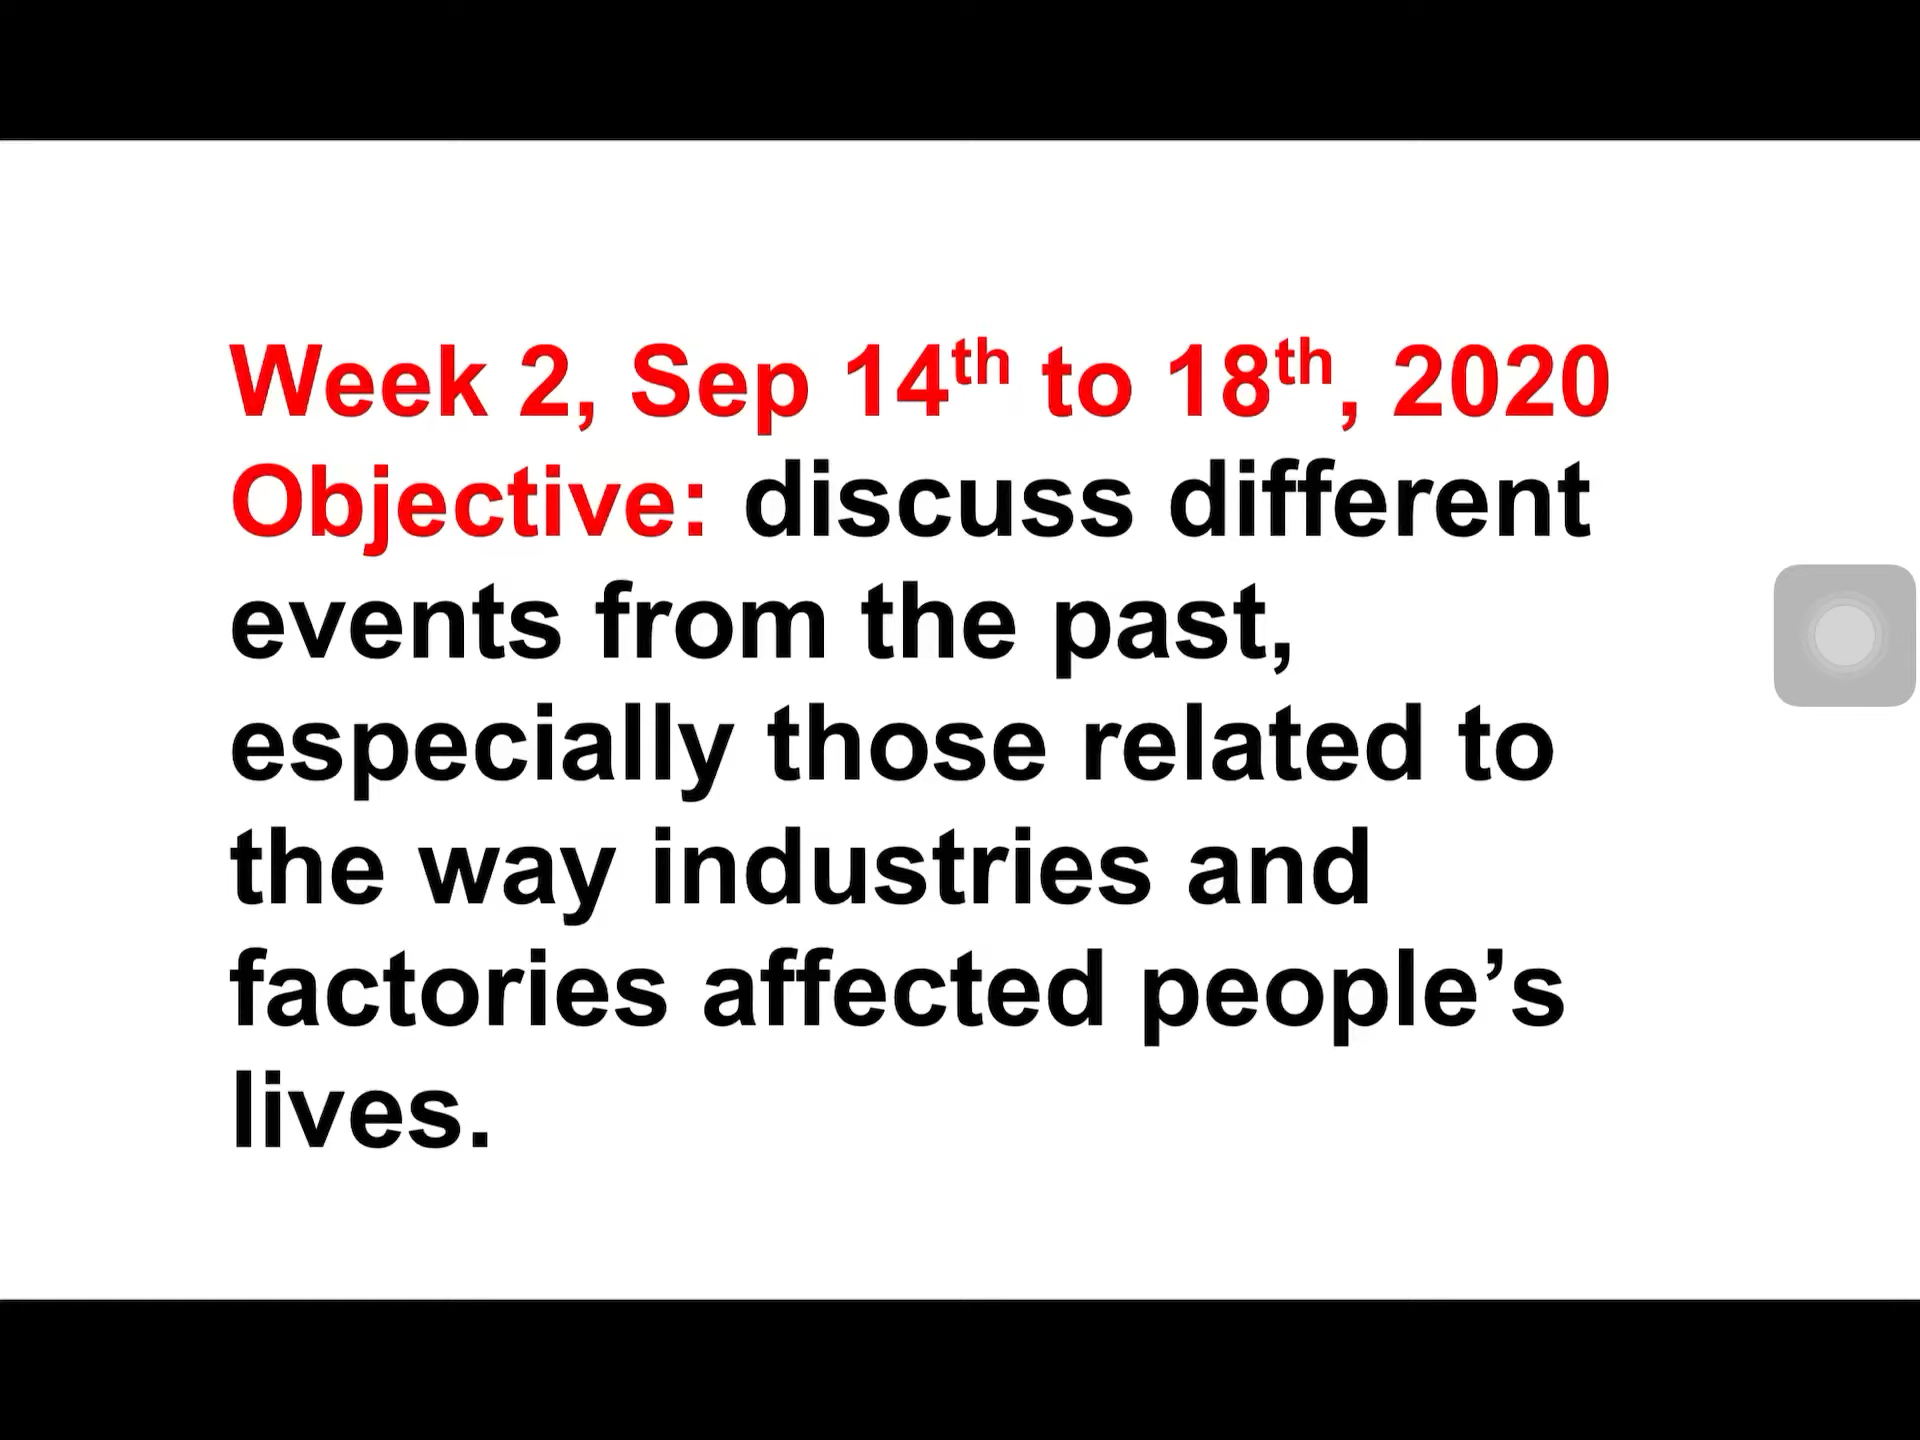 Week 2, Sep 14th to 18th, 2020
Objective: discuss different
events from the past,
especially those related to
the way industries and
factories affected people’s
lives.